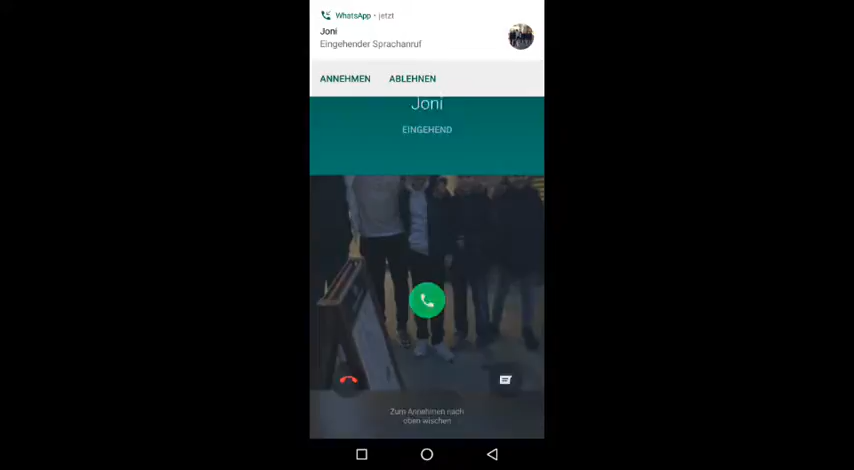 WhatsApp • jetzt
Joni
Eingehender Sprachanruf
ANNEHMEN ABLEHNEN
Joni
EINGEHEND
Zum Annehmen nach
oben wischen